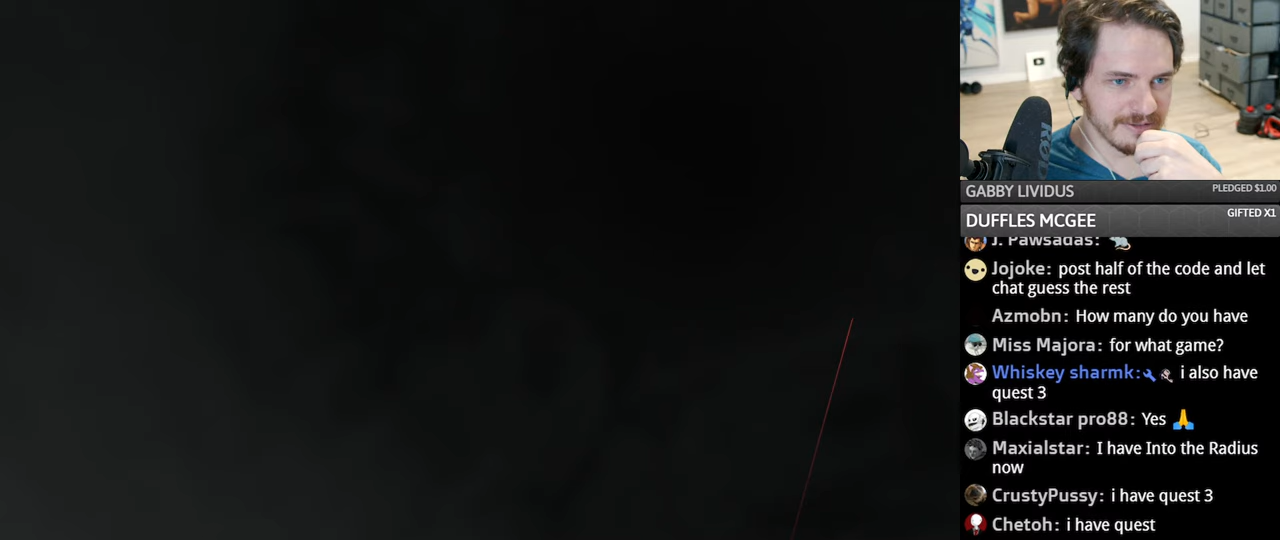 RØDE
GABBY LIVIDUS PLEDGED $1.00
DUFFLES MCGEE GIFTED X1
J. Pawsadas: 🐀
Jojoke: post half of the code and let
chat guess the rest
Azmobn: How many do you have
Miss Majora: for what game?
Whiskey sharmk: i also have
quest 3
Blackstar pro88: Yes 🙏
Maxialstar: I have Into the Radius
now
CrustyPussy: i have quest 3
Chetoh: i have quest